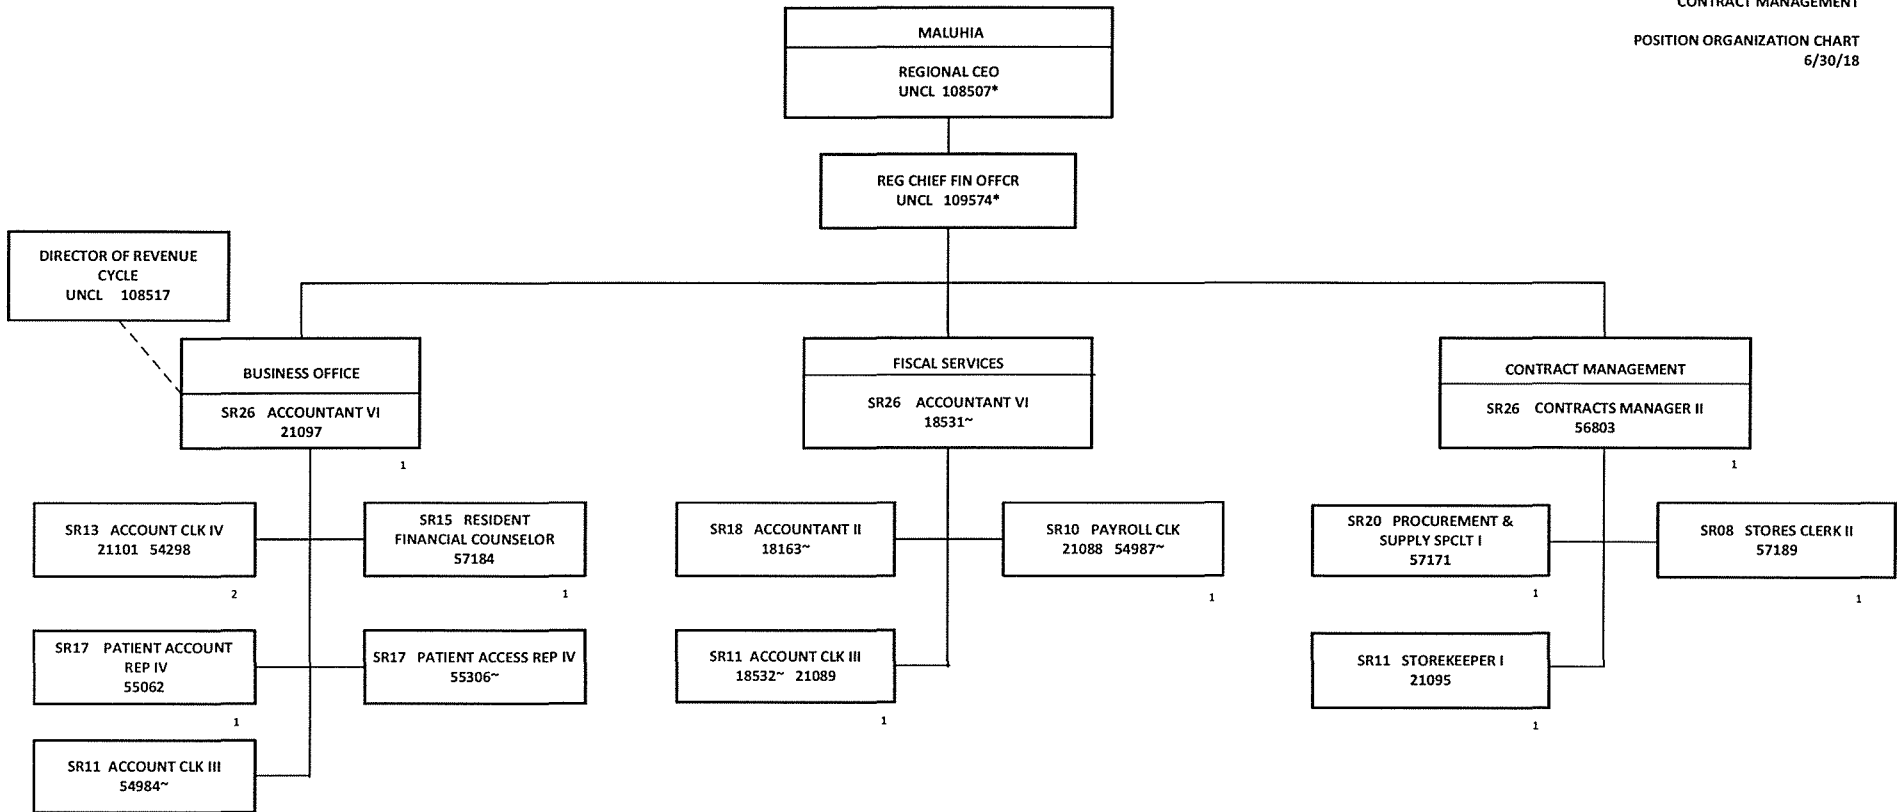 CONTRACT MANAGEMENT
POSITION ORGANIZATION CHART
6/30/18
MALUHIA
REGIONAL CEO
UNCL 108507*
REG CHIEF FIN OFFCR
UNCL 109574*
DIRECTOR OF REVENUE
CYCLE
UNCL 108517
BUSINESS OFFICE
SR26 ACCOUNTANT VI
21097
1
FISCAL SERVICES
SR26 ACCOUNTANT VI
18531~
CONTRACT MANAGEMENT
SR26 CONTRACTS MANAGER II
56803
1
SR13 ACCOUNT CLK IV
21101 54298
2
SR15 RESIDENT
FINANCIAL COUNSELOR
57184
1
SR17 PATIENT ACCOUNT
REP IV
55062
1
SR17 PATIENT ACCESS REP IV
55306~
SR11 ACCOUNT CLK III
54984~
SR18 ACCOUNTANT II
18163~
SR10 PAYROLL CLK
21088 54987~
1
SR11 ACCOUNT CLK III
18532~ 21089
1
SR20 PROCUREMENT &
SUPPLY SPCLT I
57171
1
SR08 STORES CLERK II
57189
1
SR11 STOREKEEPER I
21095
1